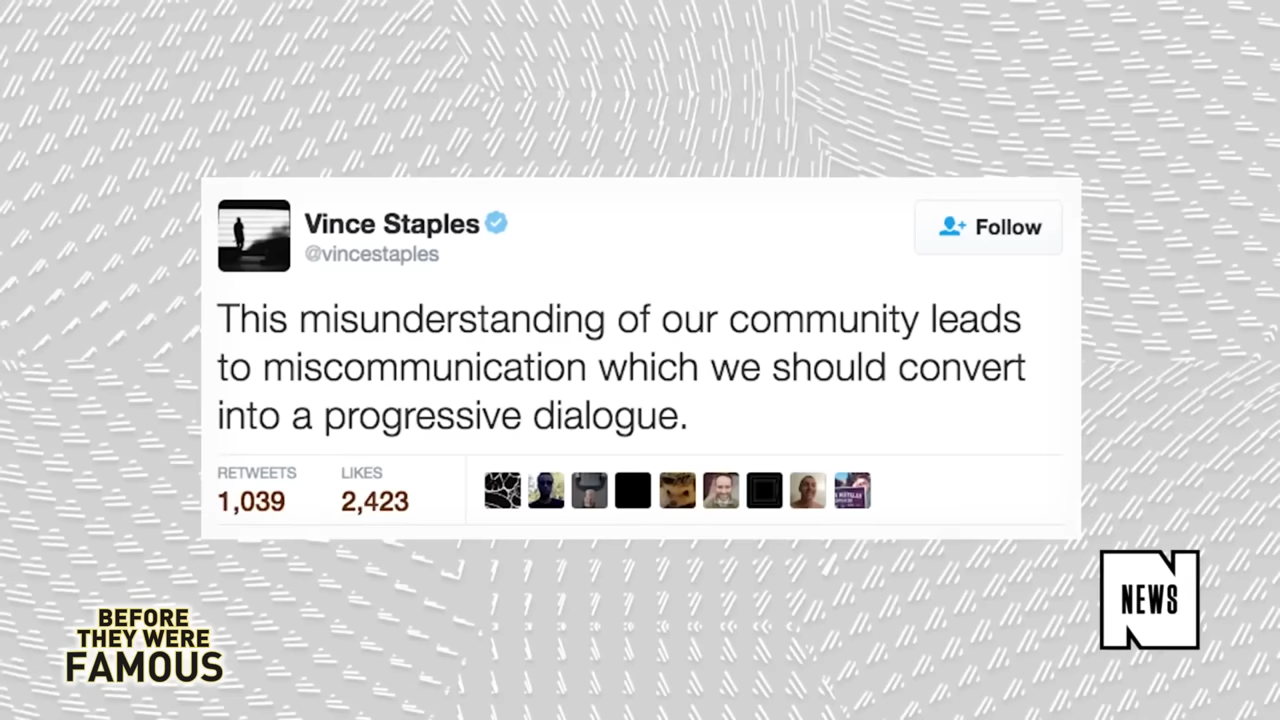 Vince Staples
@vincestaples
Follow
This misunderstanding of our community leads
to miscommunication which we should convert
into a progressive dialogue.
RETWEETS
LIKES
1,039
2,423
BEFORE
THEY WERE
FAMOUS
NEWS